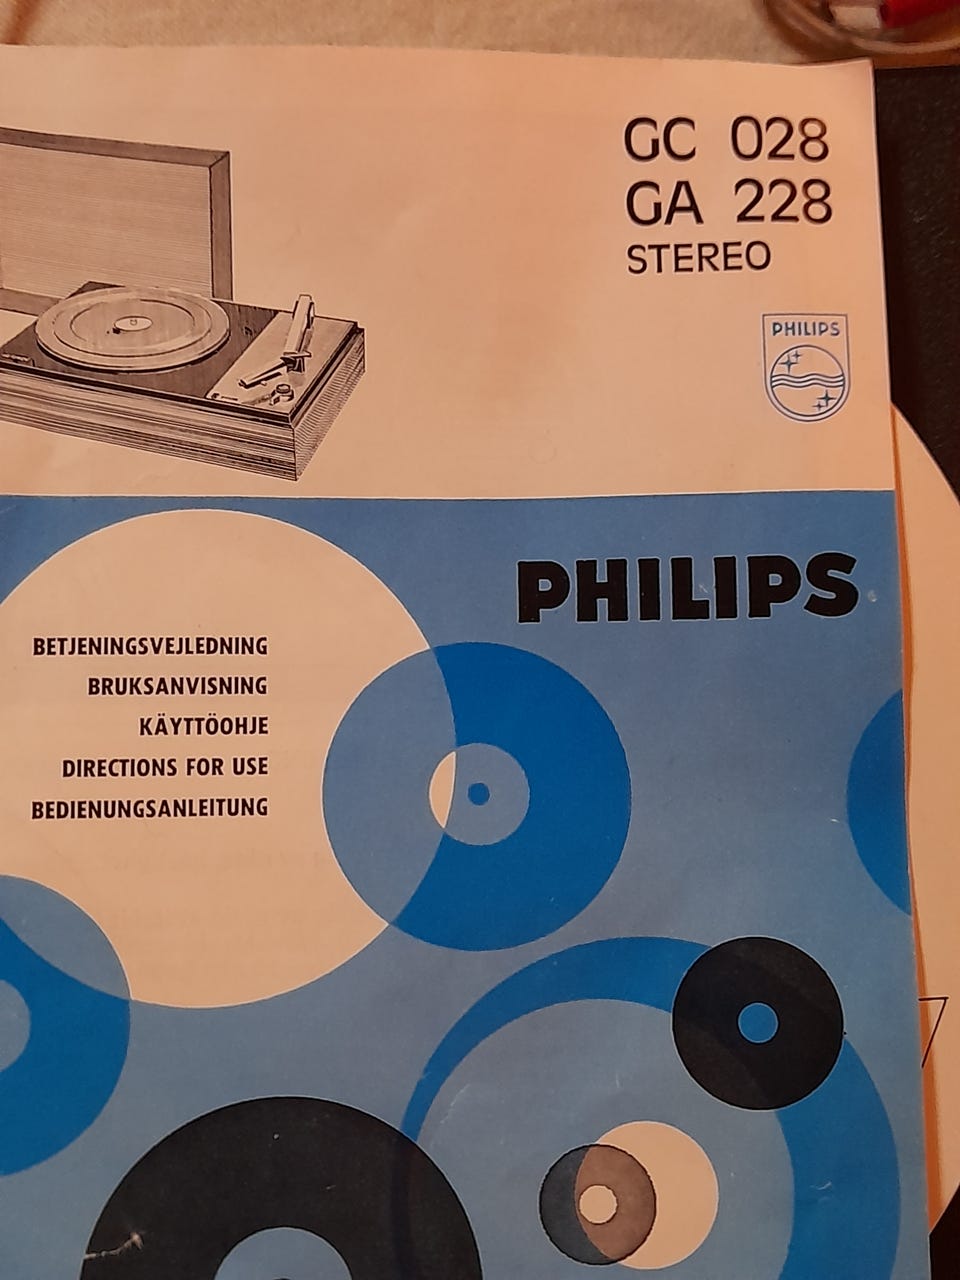 GC 028
GA 228
STEREO
PHILIPS
PHILIPS
BETJENINGSVEJLEDNING
BRUKSANVISNING
KÄYTTÖOHJE
DIRECTIONS FOR USE
BEDIENUNGSANLEITUNG